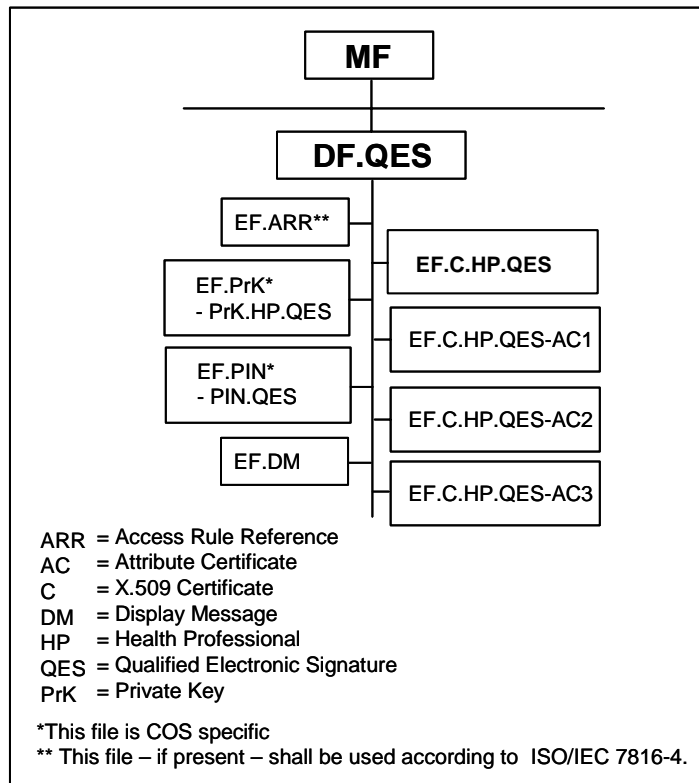 MF
DF.QES
EF.ARR**
EF.C.HP.QES
EF.PrK*
- PrK.HP.QES
EF.C.HP.QES-AC1
EF.PIN*
- PIN.QES
EF.C.HP.QES-AC2
EF.DM
EF.C.HP.QES-AC3
ARR = Access Rule Reference
AC = Attribute Certificate
C = X.509 Certificate
DM = Display Message
HP = Health Professional
QES = Qualified Electronic Signature
PrK = Private Key
*This file is COS specific
** This file – if present – shall be used according to ISO/IEC 7816-4.